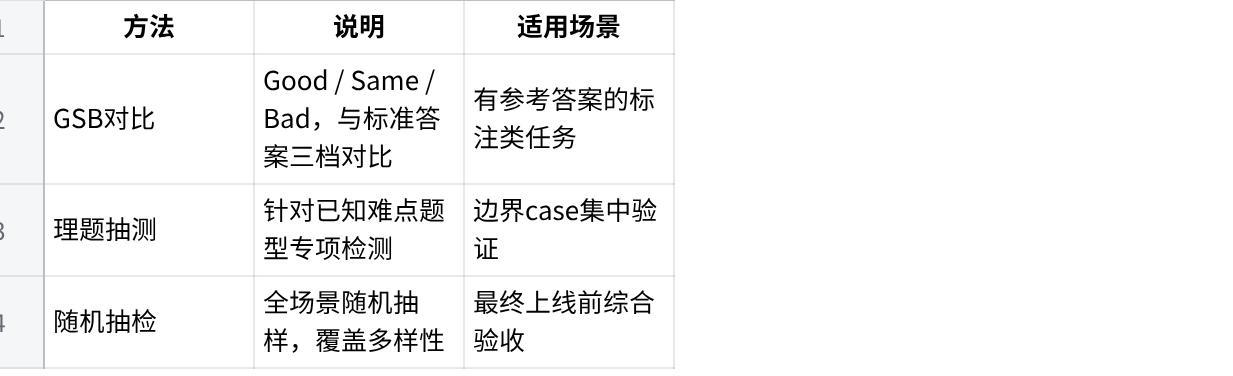 方法
说明
适用场景
GSB对比
Good / Same /
Bad，与标准答
案三档对比
有参考答案的标
注类任务
理题抽测
针对已知难点题
型专项检测
边界case集中验
证
随机抽检
全场景随机抽
样，覆盖多样性
最终上线前综合
验收